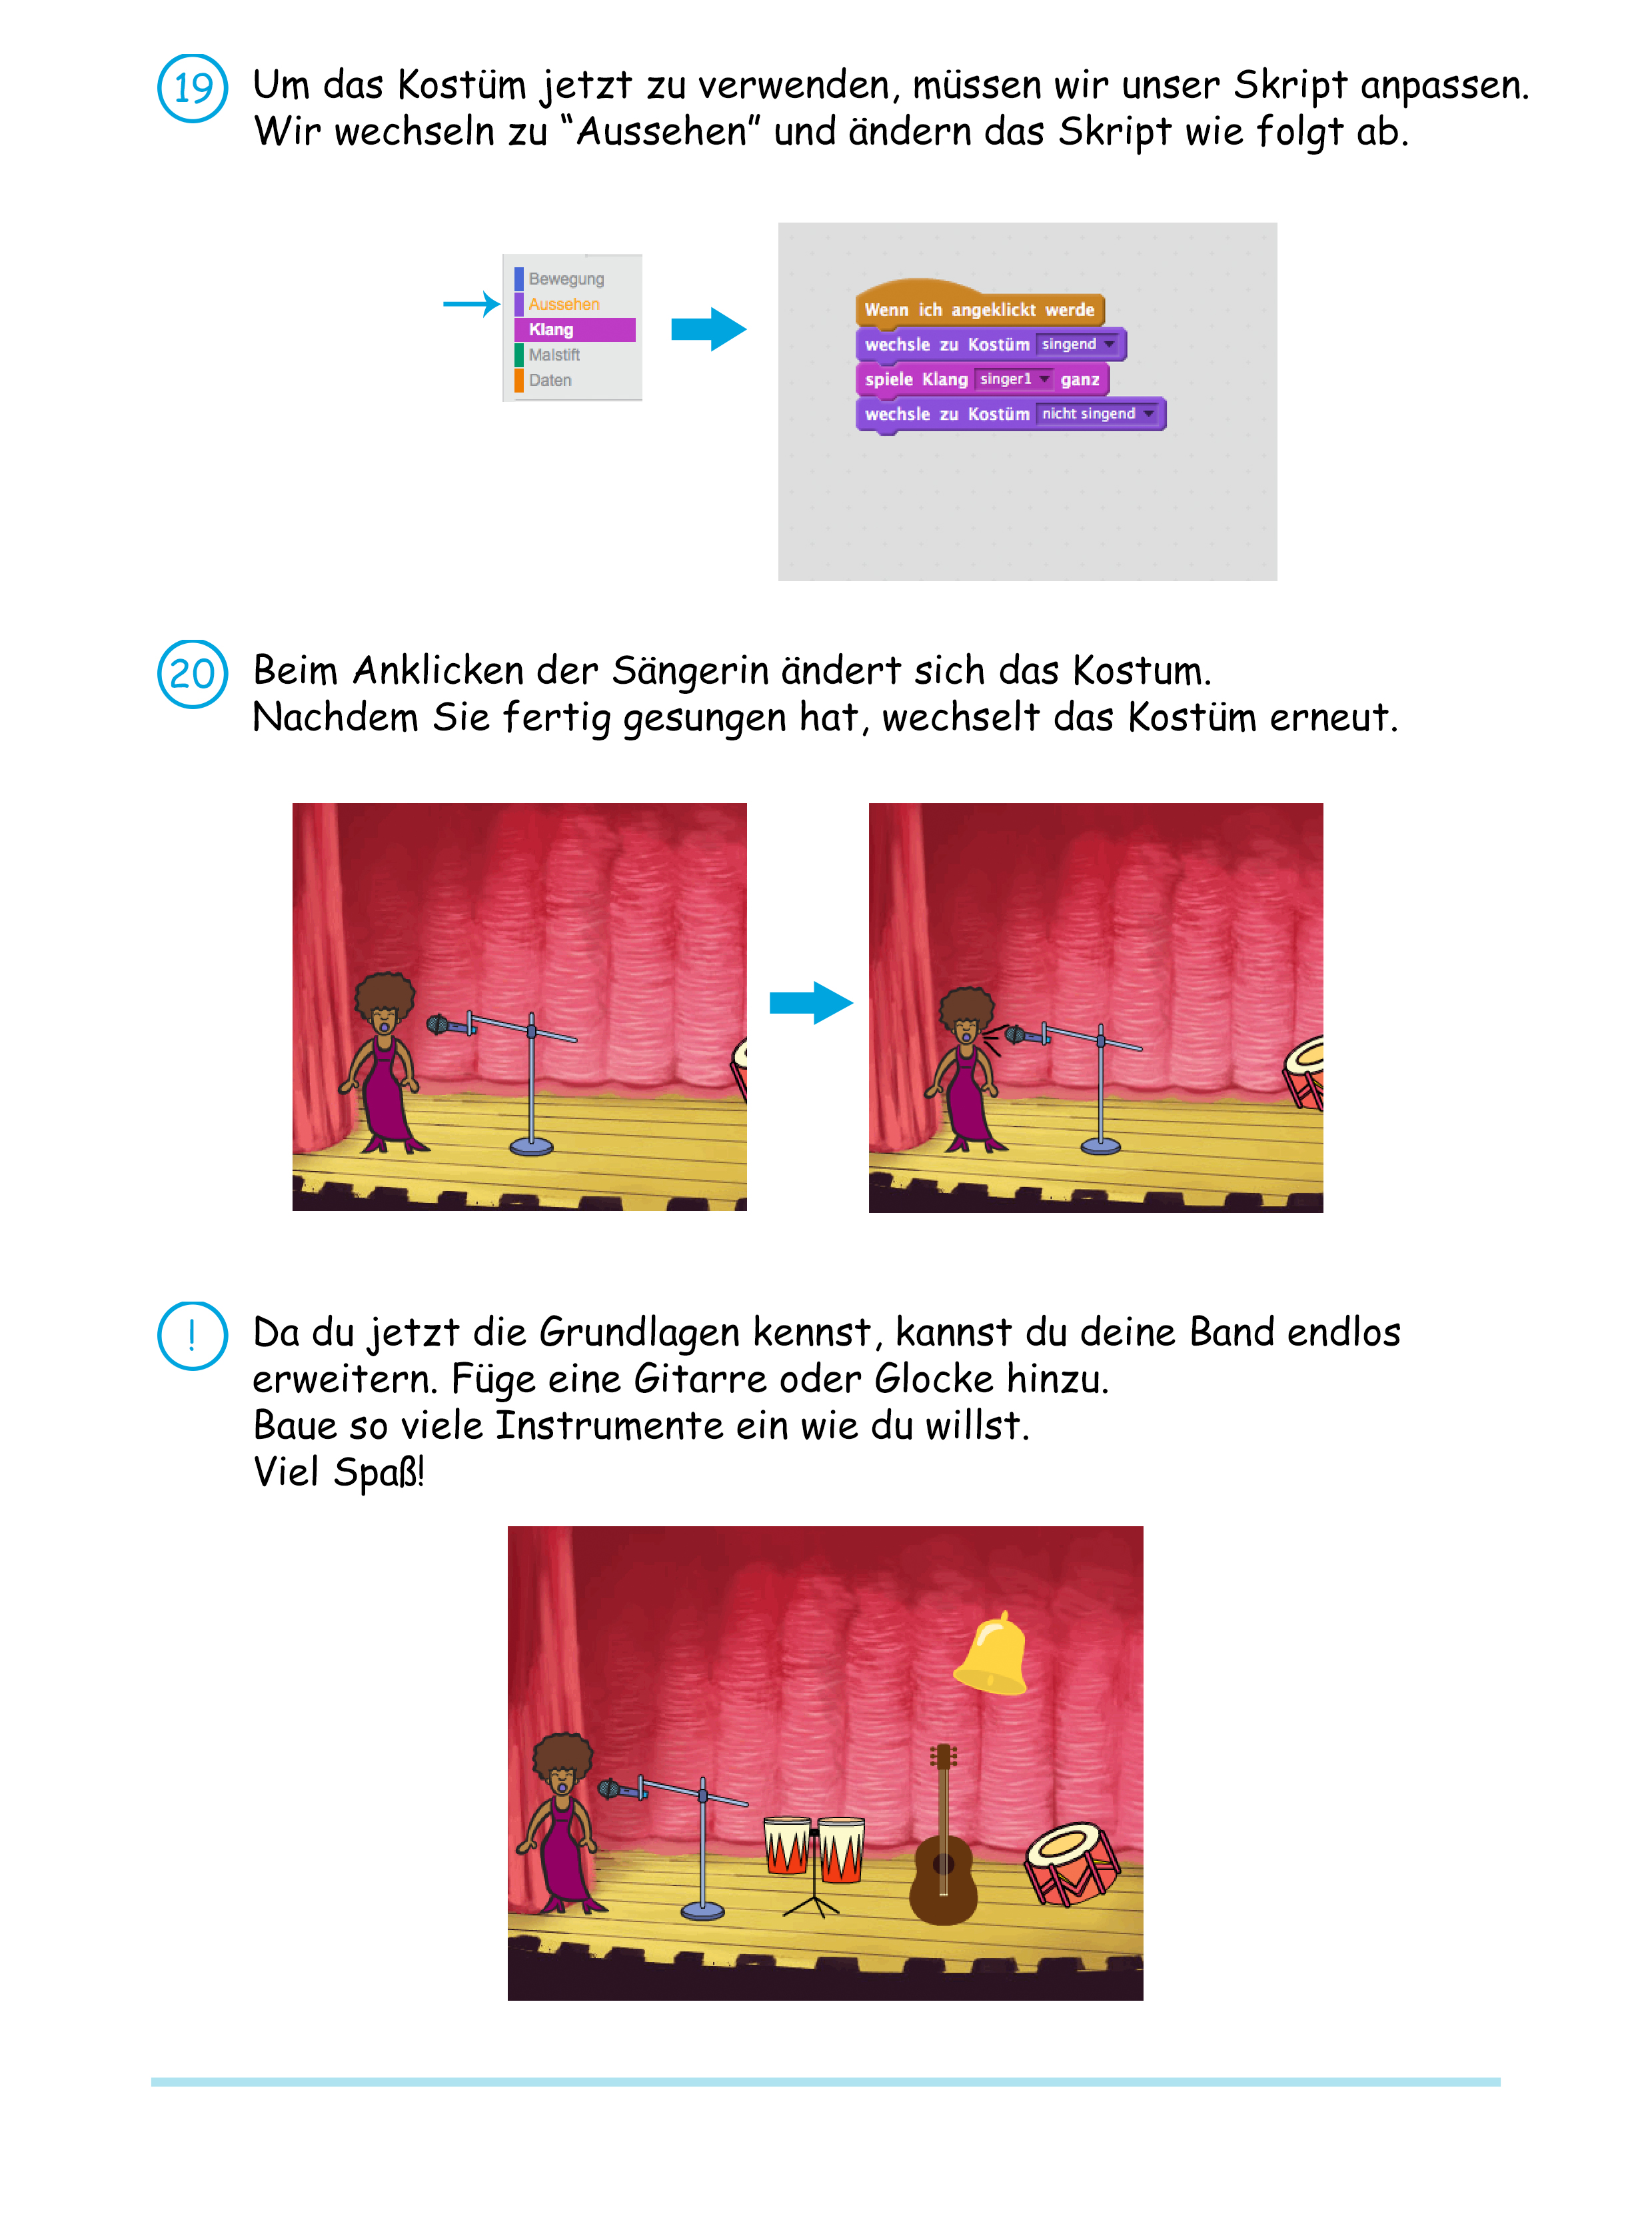 19 Um das Kostüm jetzt zu verwenden, müssen wir unser Skript anpassen.
Wir wechseln zu “Aussehen” und ändern das Skript wie folgt ab.
Bewegung
Aussehen
Klang
Malstift
Daten
Wenn ich angeklickt werde
wechsle zu Kostüm singend
spiele Klang singer1 ganz
wechsle zu Kostüm nicht singend
20 Beim Anklicken der Sängerin ändert sich das Kostum.
Nachdem Sie fertig gesungen hat, wechselt das Kostüm erneut.
! Da du jetzt die Grundlagen kennst, kannst du deine Band endlos
erweitern. Füge eine Gitarre oder Glocke hinzu.
Baue so viele Instrumente ein wie du willst.
Viel Spaß!